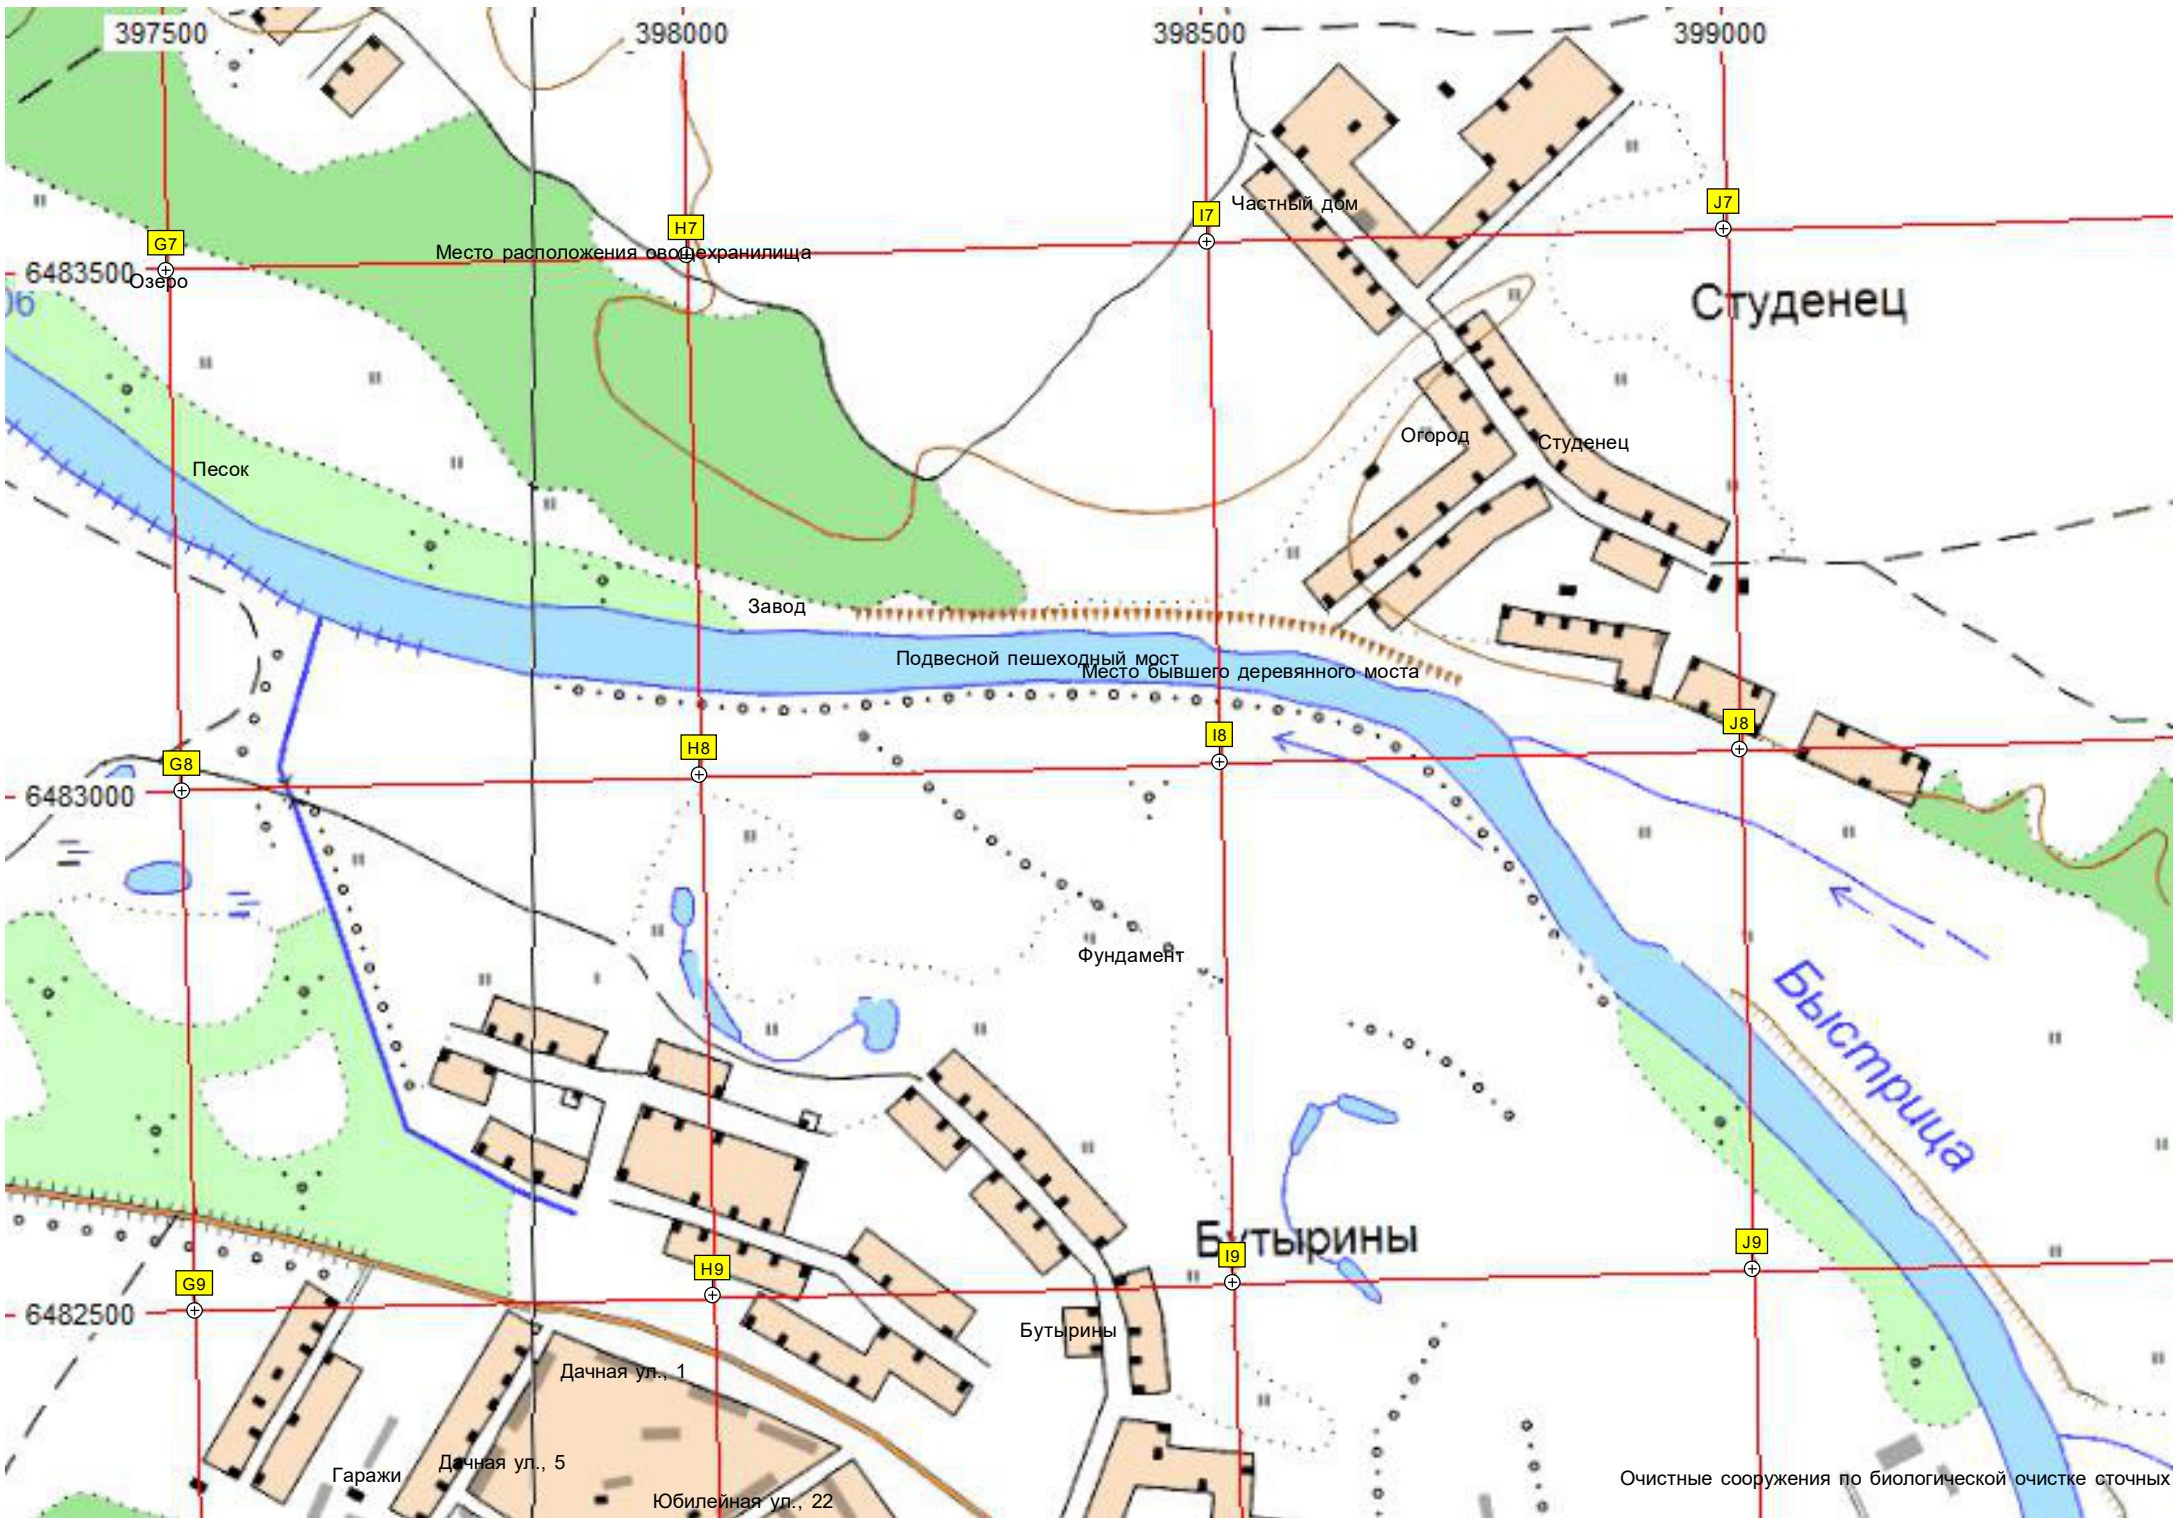 397500 398000 398500 399000
G7 H7 I7 J7
Частный дом
Место расположения овощехранилища
6483500
Озеро
об
Студенец
Огород
Студенец
Песок
Завод
Подвесной пешеходный мост
Место бывшего деревянного моста
G8 H8 I8 J8
6483000
Фундамент
Быстрица
Бутырины
G9 H9 I9 J9
6482500
Бутырины
Дачная ул., 1
Дачная ул., 5
Гаражи
Юбилейная ул., 22
Очистные сооружения по биологической очистке сточных